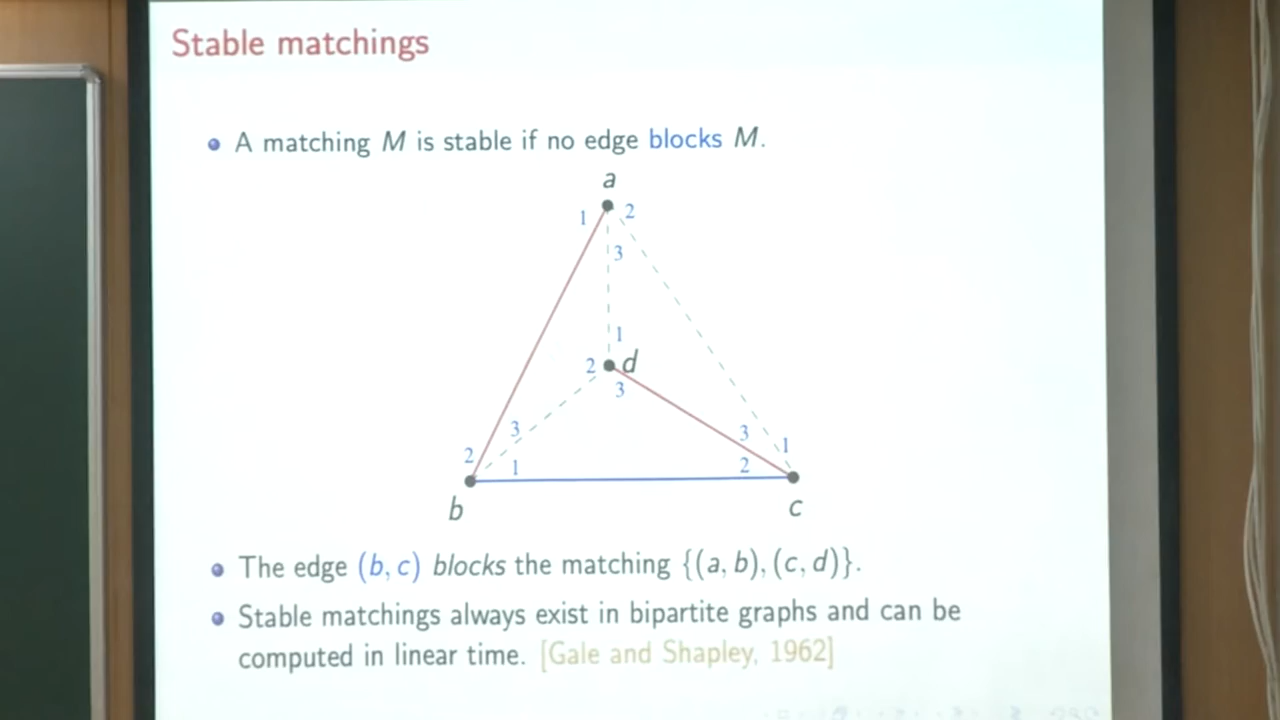 Stable matchings
A matching M is stable if no edge blocks M.
a
1 2
3
1
2 d
3
3 3
2 1
1 2
b c
The edge (b, c) blocks the matching {(a, b), (c, d)}.
Stable matchings always exist in bipartite graphs and can be
computed in linear time. [Gale and Shapley, 1962]